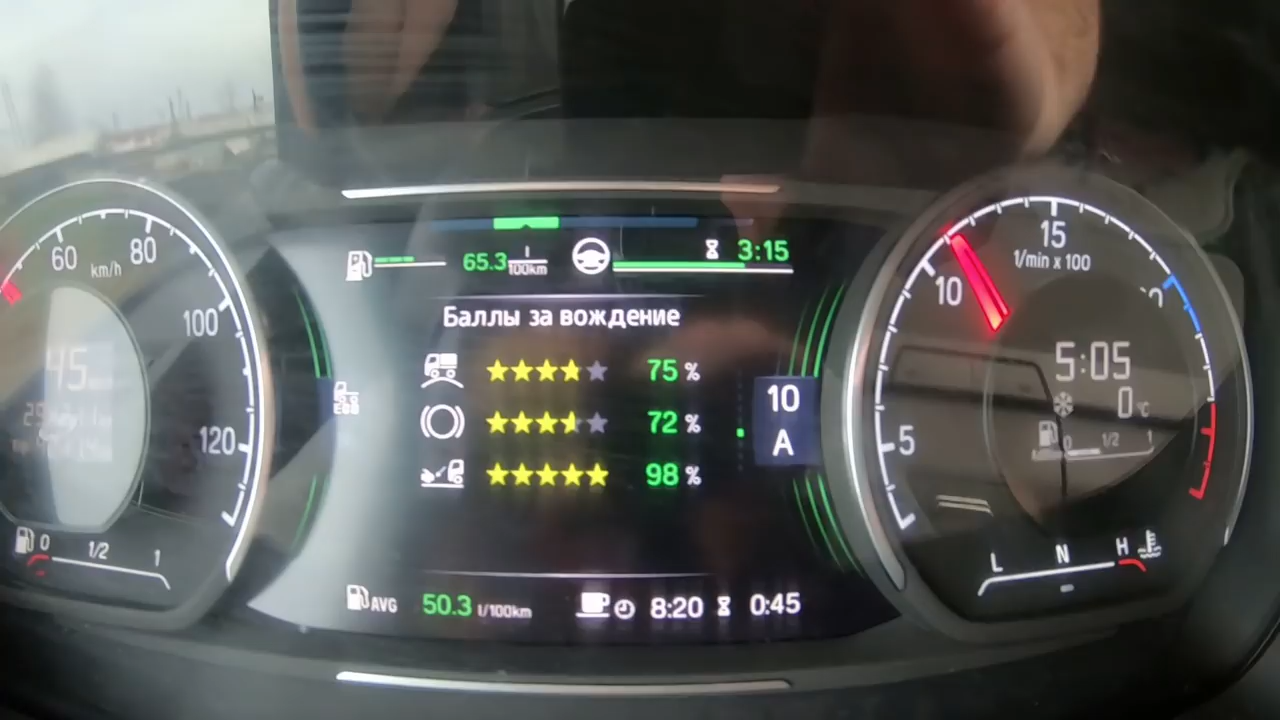 65.3 l/100km 3:15
Баллы за вождение
75 %
72 %
98 %
10
A
EBS
AVG 50.3 l/100km 8:20 0:45
60
80
km/h
100
120
45
0 1/2 1
5
10
15
1/min x 100
5:05
0 °C
0 1/2 1
L N H